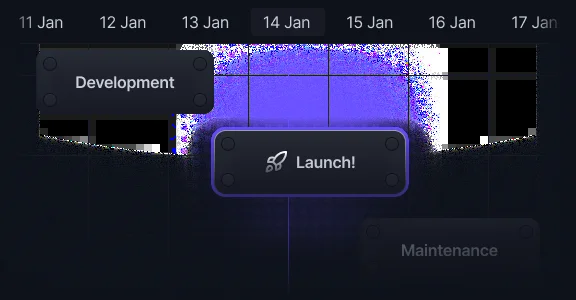 11 Jan
12 Jan
13 Jan
14 Jan
15 Jan
16 Jan
17 Jan
Development
Launch!
Maintenance